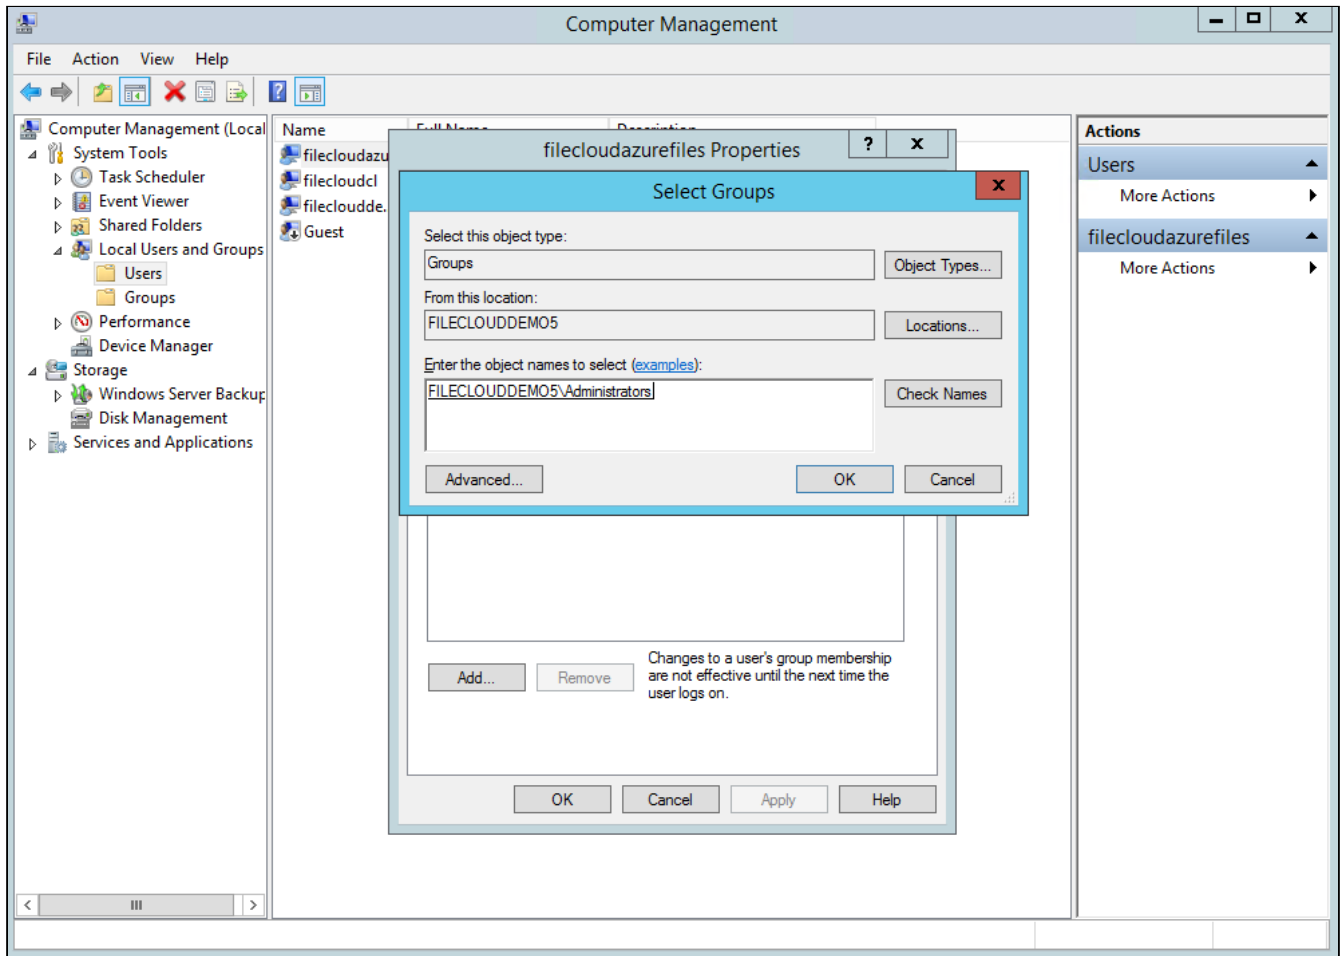 Computer Management
File Action View Help
Computer Management (Local
System Tools
Task Scheduler
Event Viewer
Shared Folders
Local Users and Groups
Users
Groups
Performance
Device Manager
Storage
Windows Server Backup
Disk Management
Services and Applications
Name Full Name Description
filecloudazu
filecloudcl
filecloudde.
Guest
filecloudazurefiles Properties
Select Groups
Select this object type:
Groups
Object Types...
From this location:
FILECLOUDDEMO5
Locations...
Enter the object names to select (examples):
FILECLOUDDEMO5\Administrators
Check Names
Advanced...
OK
Cancel
Add...
Remove
Changes to a user's group membership
are not effective until the next time the
user logs on.
OK
Cancel
Apply
Help
Actions
Users
More Actions
filecloudazurefiles
More Actions